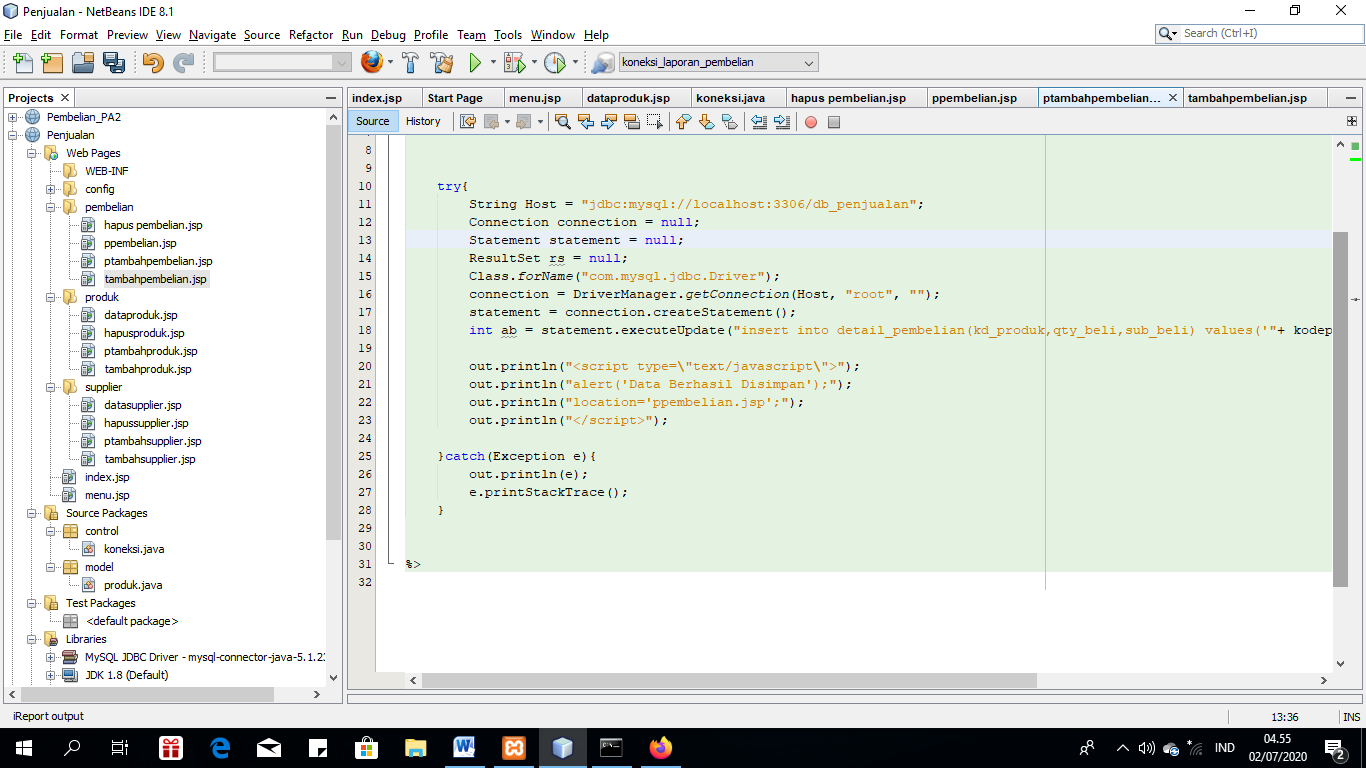 Penjualan - NetBeans IDE 8.1
File Edit Format Preview View Navigate Source Refactor Run Debug Profile Team Tools Window Help
Search (Ctrl+I)
koneksi_laporan_pembelian
Projects
index.jsp Start Page menu.jsp dataproduk.jsp koneksi.java hapus pembelian.jsp ppembelian.jsp ptambahpembelian... tambahpembelian.jsp
Source History
Pembelian_PA2
Penjualan
Web Pages
WEB-INF
config
pembelian
hapus pembelian.jsp
ppembelian.jsp
ptambahpembelian.jsp
tambahpembelian.jsp
produk
dataproduk.jsp
hapusproduk.jsp
ptambahproduk.jsp
tambahproduk.jsp
supplier
datasupplier.jsp
hapussupplier.jsp
ptambahsupplier.jsp
tambahsupplier.jsp
index.jsp
menu.jsp
Source Packages
control
koneksi.java
model
produk.java
Test Packages
<default package>
Libraries
MySQL JDBC Driver - mysql-connector-java-5.1.23
JDK 1.8 (Default)
8
9
10 try{
11 String Host = "jdbc:mysql://localhost:3306/db_penjualan";
12 Connection connection = null;
13 Statement statement = null;
14 ResultSet rs = null;
15 Class.forName("com.mysql.jdbc.Driver");
16 connection = DriverManager.getConnection(Host, "root", "");
17 statement = connection.createStatement();
18 int ab = statement.executeUpdate("insert into detail_pembelian(kd_produk,qty_beli,sub_beli) values('"+ kodep
19
20 out.println("<script type=\"text/javascript\">");
21 out.println("alert('Data Berhasil Disimpan');");
22 out.println("location='ppembelian.jsp';");
23 out.println("</script>");
24
25 }catch(Exception e){
26 out.println(e);
27 e.printStackTrace();
28 }
29
30
31 %>
32
iReport output
13:36 INS
IND
04.55
02/07/2020
2